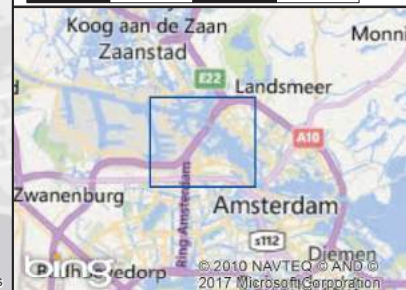 Koog aan de Zaan
Zaanstad
Monni
E22
Landsmeer
A10
Zwanenburg
Ring Amsterdam
Amsterdam
s112
Diemen
bing
© 2010 NAVTEQ © AND ©
2017 Microsoft Corporation
s